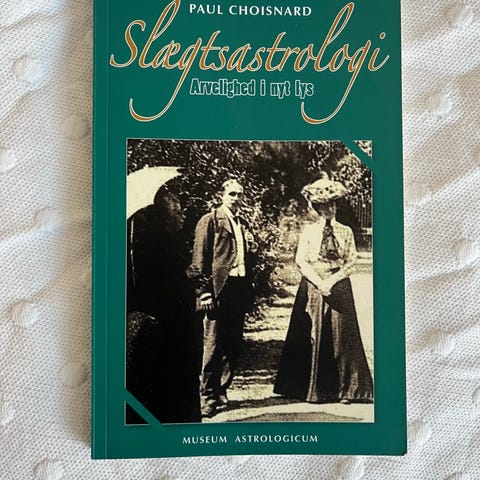 PAUL CHOISNARD
Slægtsastrologi
Arvelighed i nyt lys
MUSEUM ASTROLOGICUM